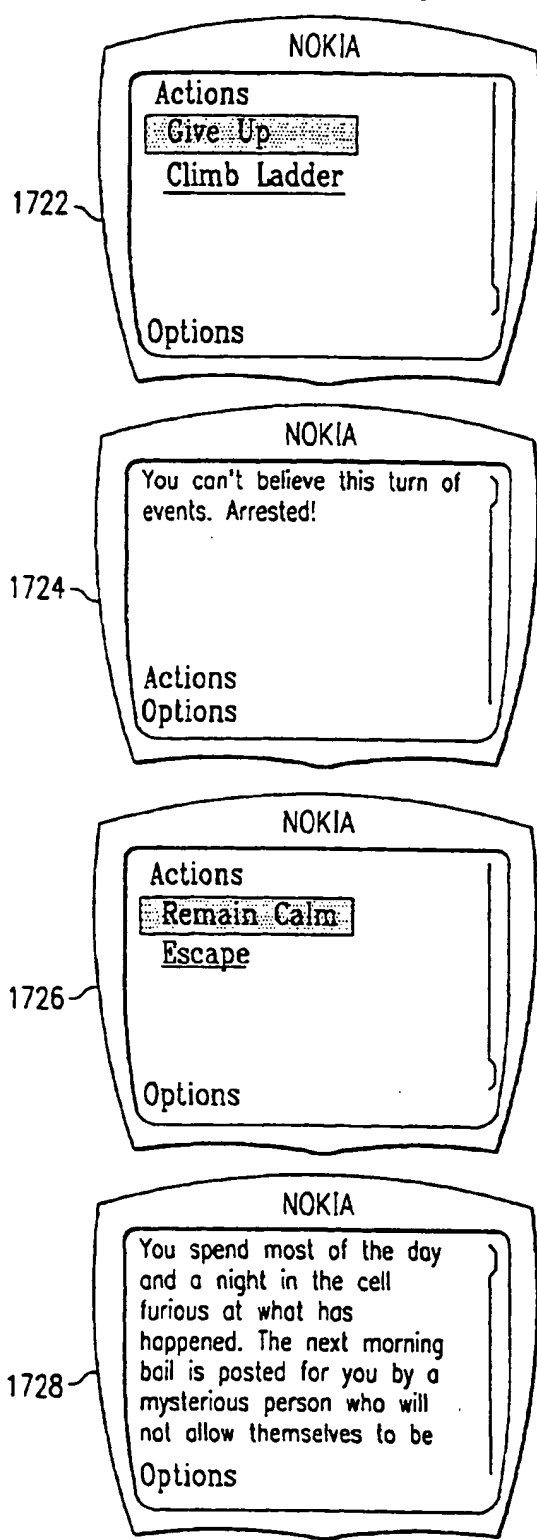 NOKIA
Actions
Give Up
Climb Ladder
1722
Options
NOKIA
You can't believe this turn of
events. Arrested!
1724
Actions
Options
NOKIA
Actions
Remain Calm
Escape
1726
Options
NOKIA
You spend most of the day
and a night in the cell
furious at what has
happened. The next morning
bail is posted for you by a
1728
mysterious person who will
not allow themselves to be
Options